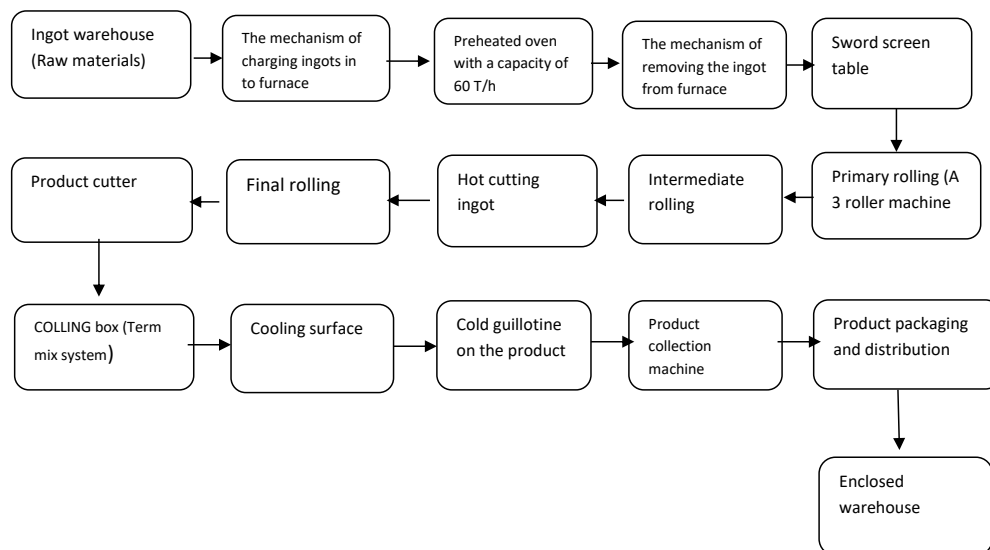 Ingot warehouse
(Raw materials)
The mechanism of
charging ingots in
to furnace
Preheated oven
with a capacity of
60 T/h
The mechanism of
removing the ingot
from furnace
Sword screen
table
Product cutter
Final rolling
Hot cutting
ingot
Intermediate
rolling
Primary rolling (A
3 roller machine
COLLING box (Term
mix system)
Cooling surface
Cold guillotine
on the product
Product
collection
machine
Product packaging
and distribution
Enclosed
warehouse